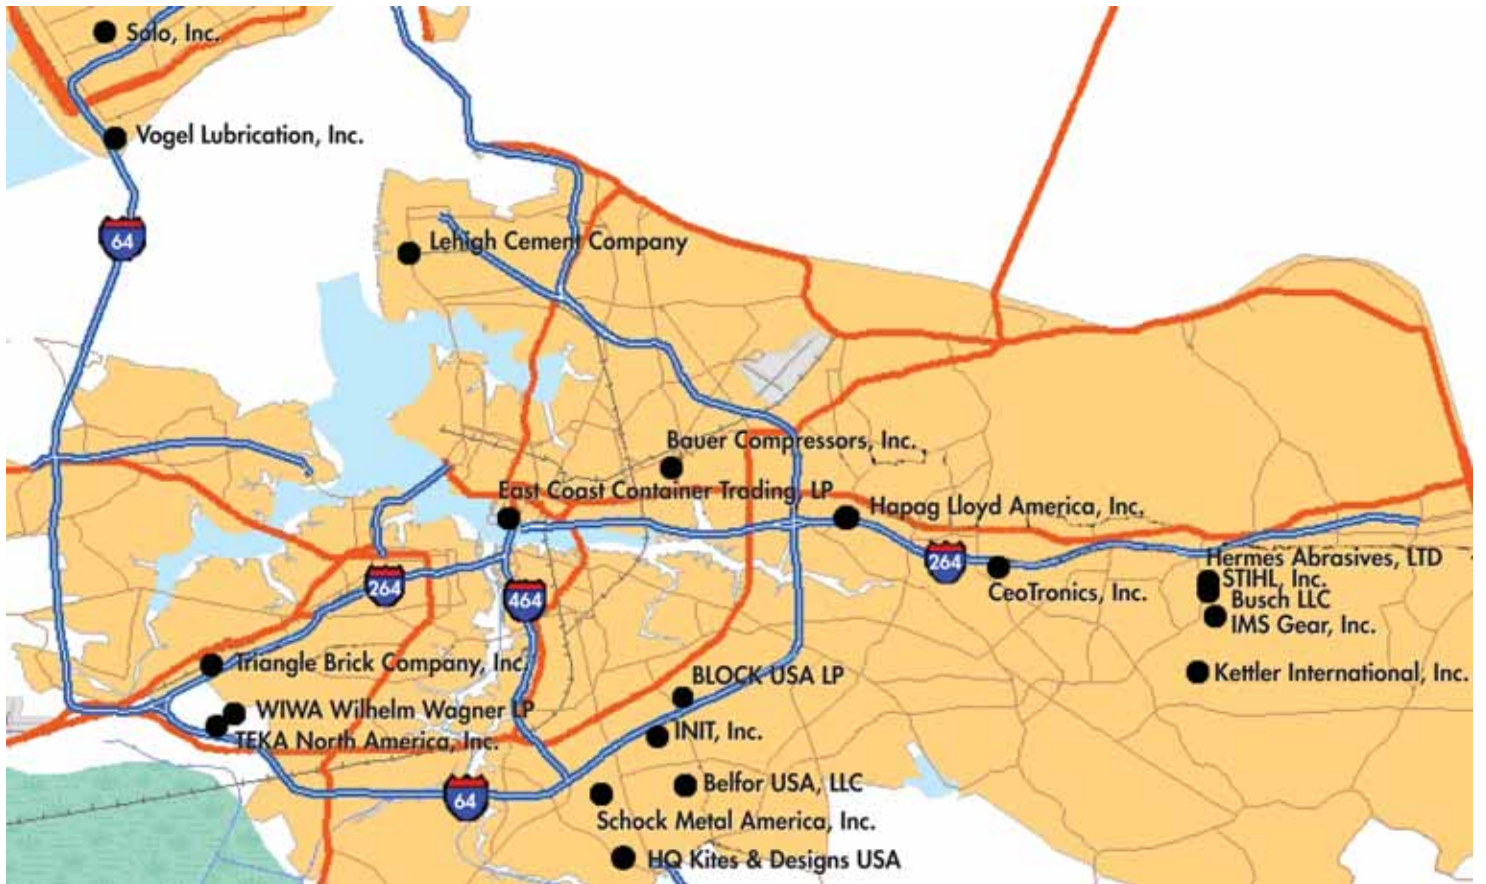 Solo, Inc.
Vogel Lubrication, Inc.
64
Lehigh Cement Company
Bauer Compressors, Inc.
East Coast Container Trading, LP
Hapag Lloyd America, Inc.
264
CeoTronics, Inc.
Hermes Abrasives, LTD
STIHL, Inc.
Busch LLC
IMS Gear, Inc.
264
464
Triangle Brick Company, Inc.
BLOCK USA LP
Kettler International, Inc.
WIWA Wilhelm Wagner LP
TEKA North America, Inc.
INIT, Inc.
64
Belfor USA, LLC
Schock Metal America, Inc.
HQ Kites & Designs USA